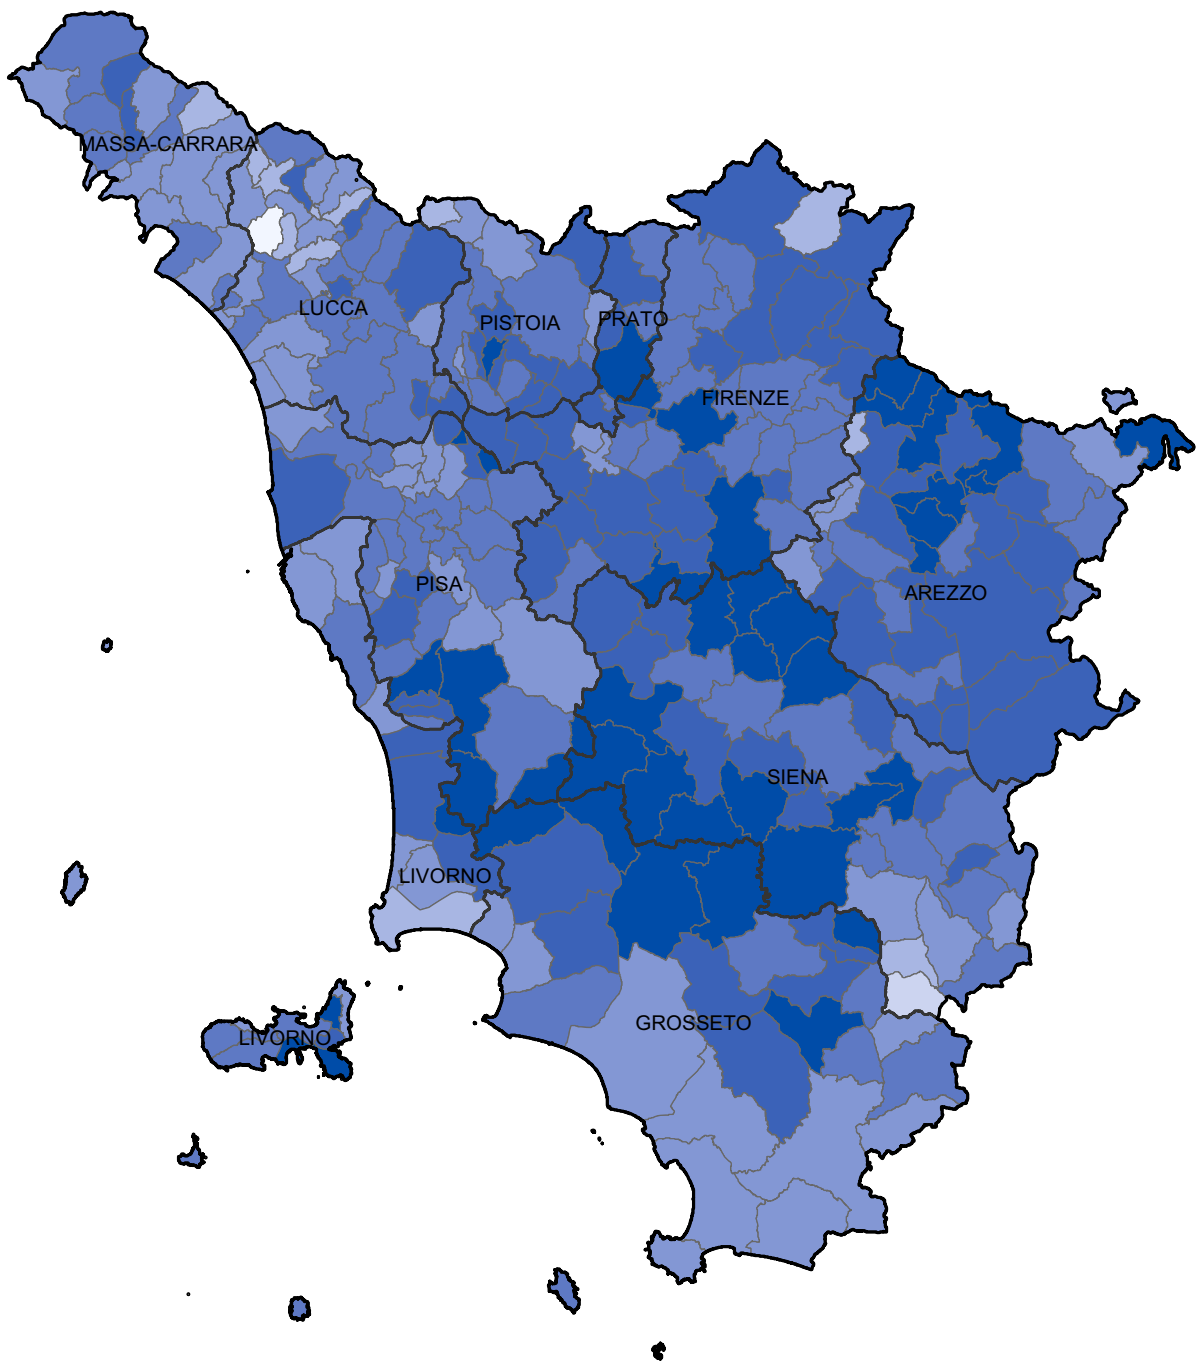 MASSA-CARRARA
LUCCA
PISTOIA
PRATO
FIRENZE
PISA
AREZZO
SIENA
LIVORNO
GROSSETO
LIVORNO